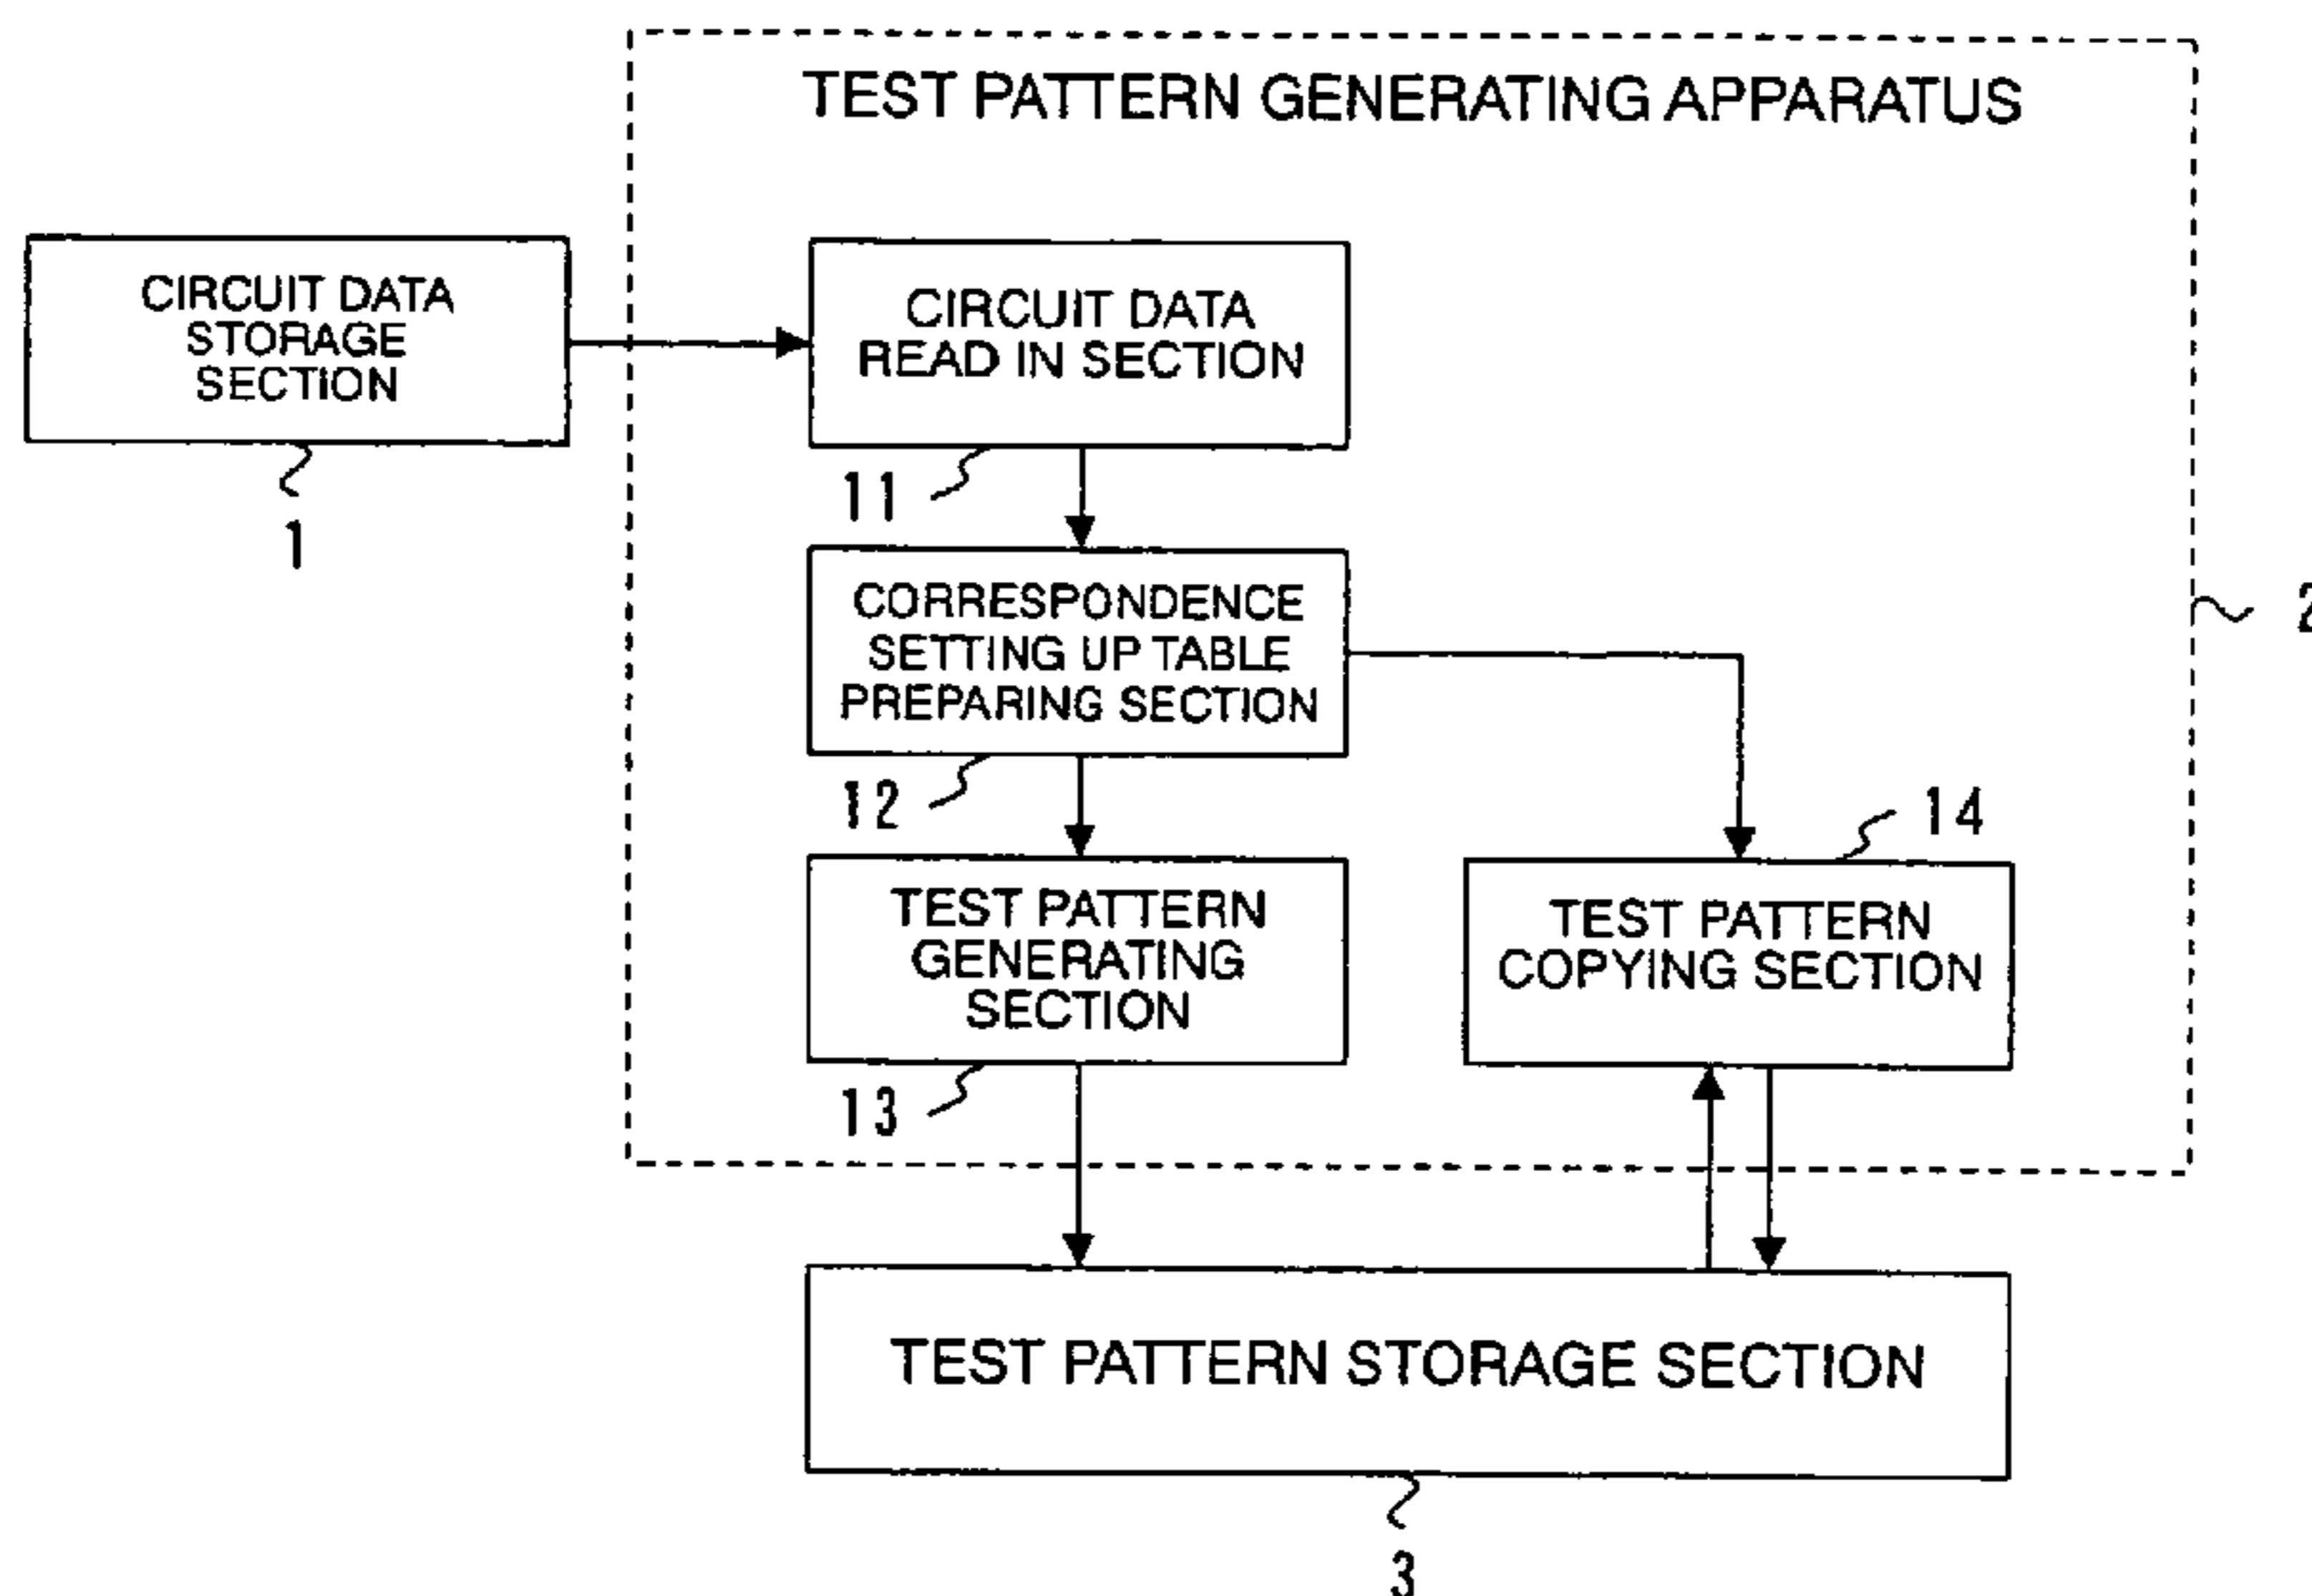 TEST PATTERN GENERATING APPARATUS
CIRCUIT DATA
STORAGE
SECTION
1
CIRCUIT DATA
READ IN SECTION
11
CORRESPONDENCE
SETTING UP TABLE
PREPARING SECTION
12
2
14
TEST PATTERN
GENERATING
SECTION
13
TEST PATTERN
COPYING SECTION
TEST PATTERN STORAGE SECTION
3